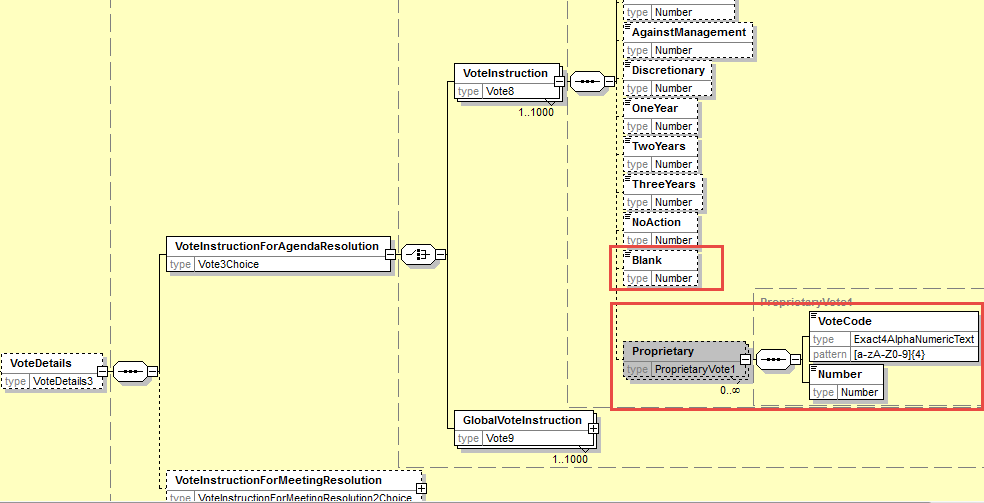 type Number
AgainstManagement
type Number
Discretionary
type Number
OneYear
type Number
TwoYears
type Number
ThreeYears
type Number
NoAction
type Number
Blank
type Number
VoteInstruction
type Vote8
1..1000
VoteInstructionForAgendaResolution
type Vote3Choice
ProprietaryVote1
VoteCode
type Exact4AlphaNumericText
pattern [a-zA-Z0-9]{4}
Proprietary
type ProprietaryVote1
0..∞
Number
type Number
VoteDetails
type VoteDetails3
GlobalVoteInstruction
type Vote9
1..1000
VoteInstructionForMeetingResolution
type VoteInstructionForMeetingResolution2Choice